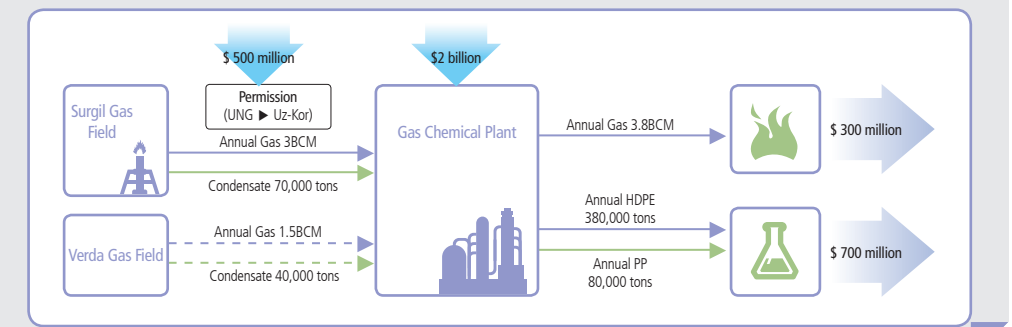 $ 500 million
$2 billion
Permission
(UNG ▶ Uz-Kor)
Surgil Gas
Field
Annual Gas 3BCM
Condensate 70,000 tons
Gas Chemical Plant
Annual Gas 3.8BCM
$ 300 million
Verda Gas Field
Annual Gas 1.5BCM
Condensate 40,000 tons
Annual HDPE
380,000 tons
Annual PP
80,000 tons
$ 700 million